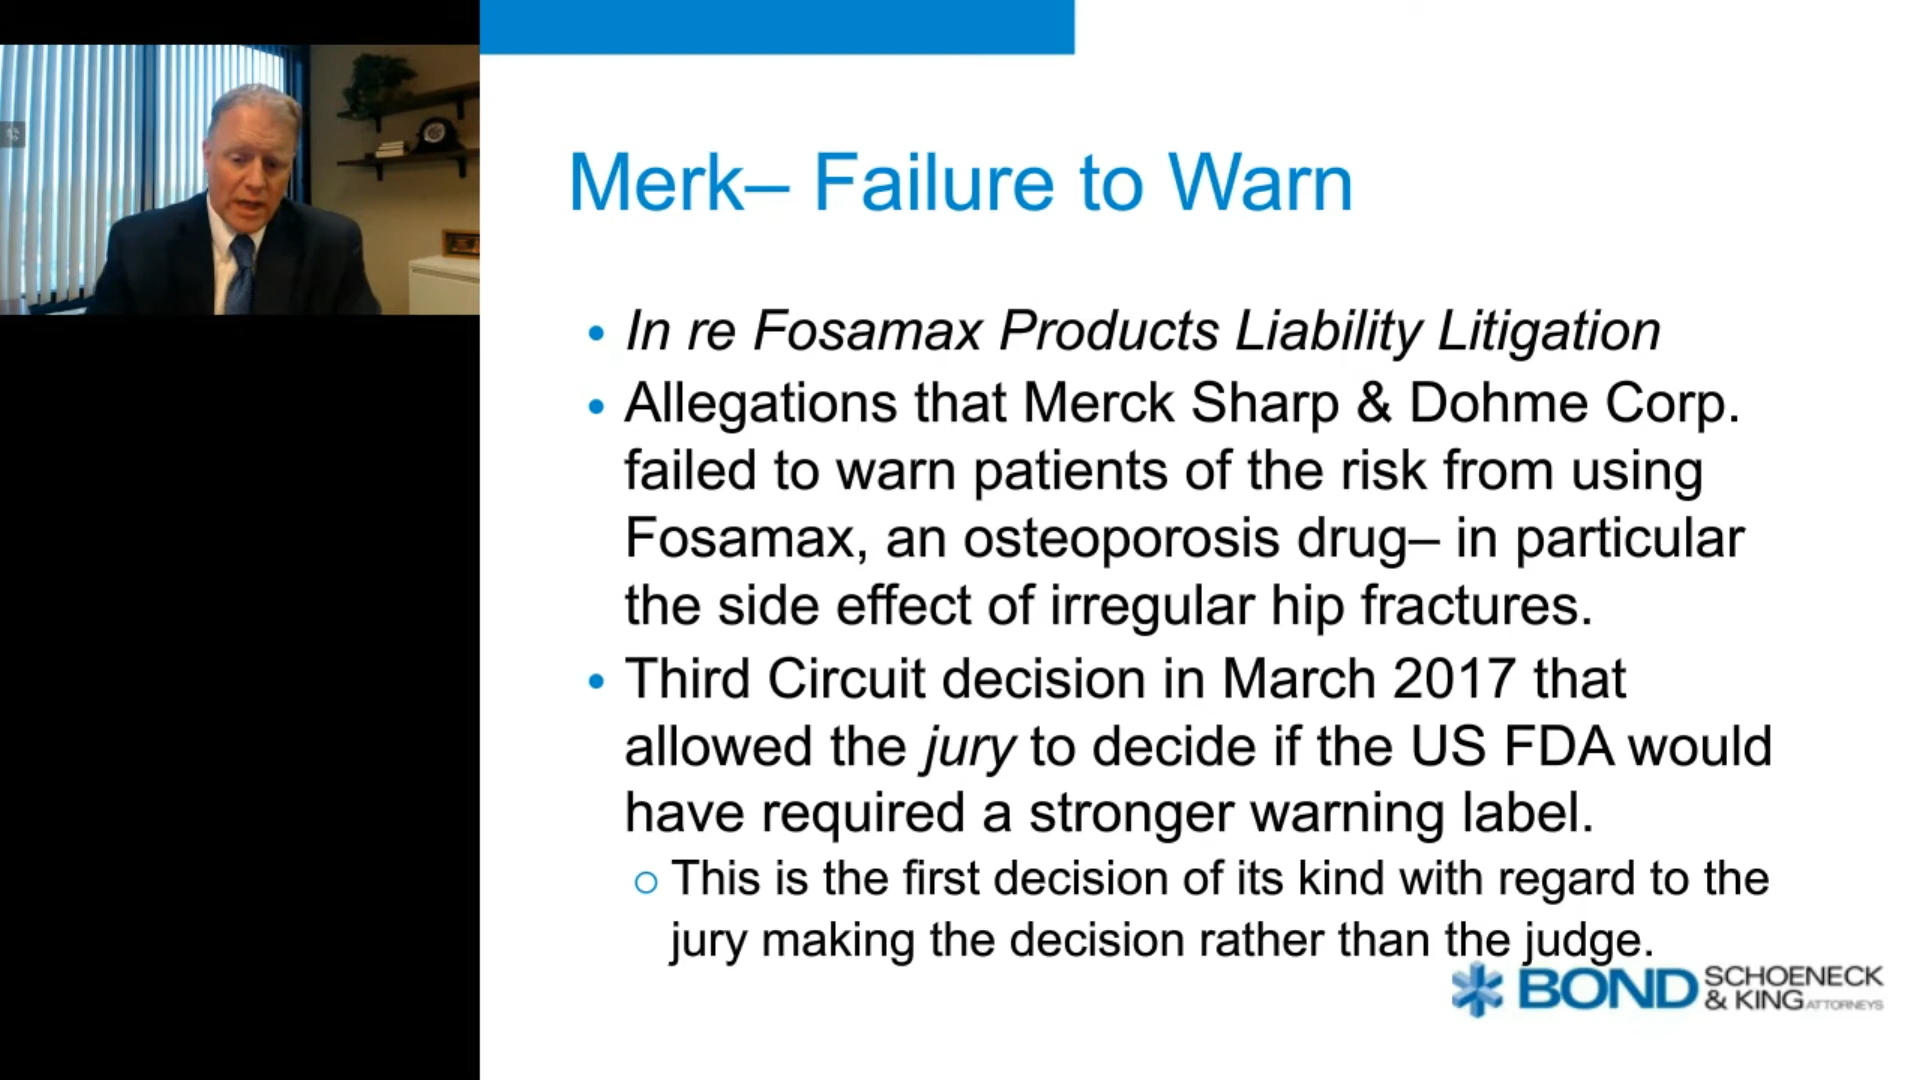 Merk– Failure to Warn
• In re Fosamax Products Liability Litigation
• Allegations that Merck Sharp & Dohme Corp.
failed to warn patients of the risk from using
Fosamax, an osteoporosis drug– in particular
the side effect of irregular hip fractures.
• Third Circuit decision in March 2017 that
allowed the jury to decide if the US FDA would
have required a stronger warning label.
○ This is the first decision of its kind with regard to the
jury making the decision rather than the judge.
BOND SCHOENECK
& KING ATTORNEYS